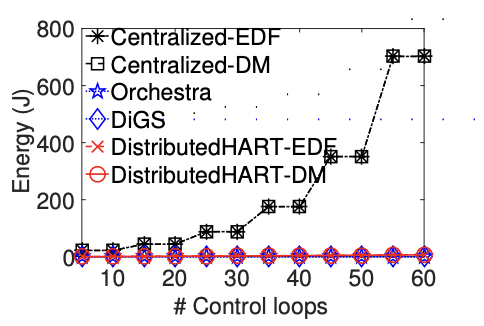 800
Centralized-EDF
Centralized-DM
600
Orchestra
DiGS
400
DistributedHART-EDF
DistributedHART-DM
200
0
Energy (J)
10 20 30 40 50 60
# Control loops